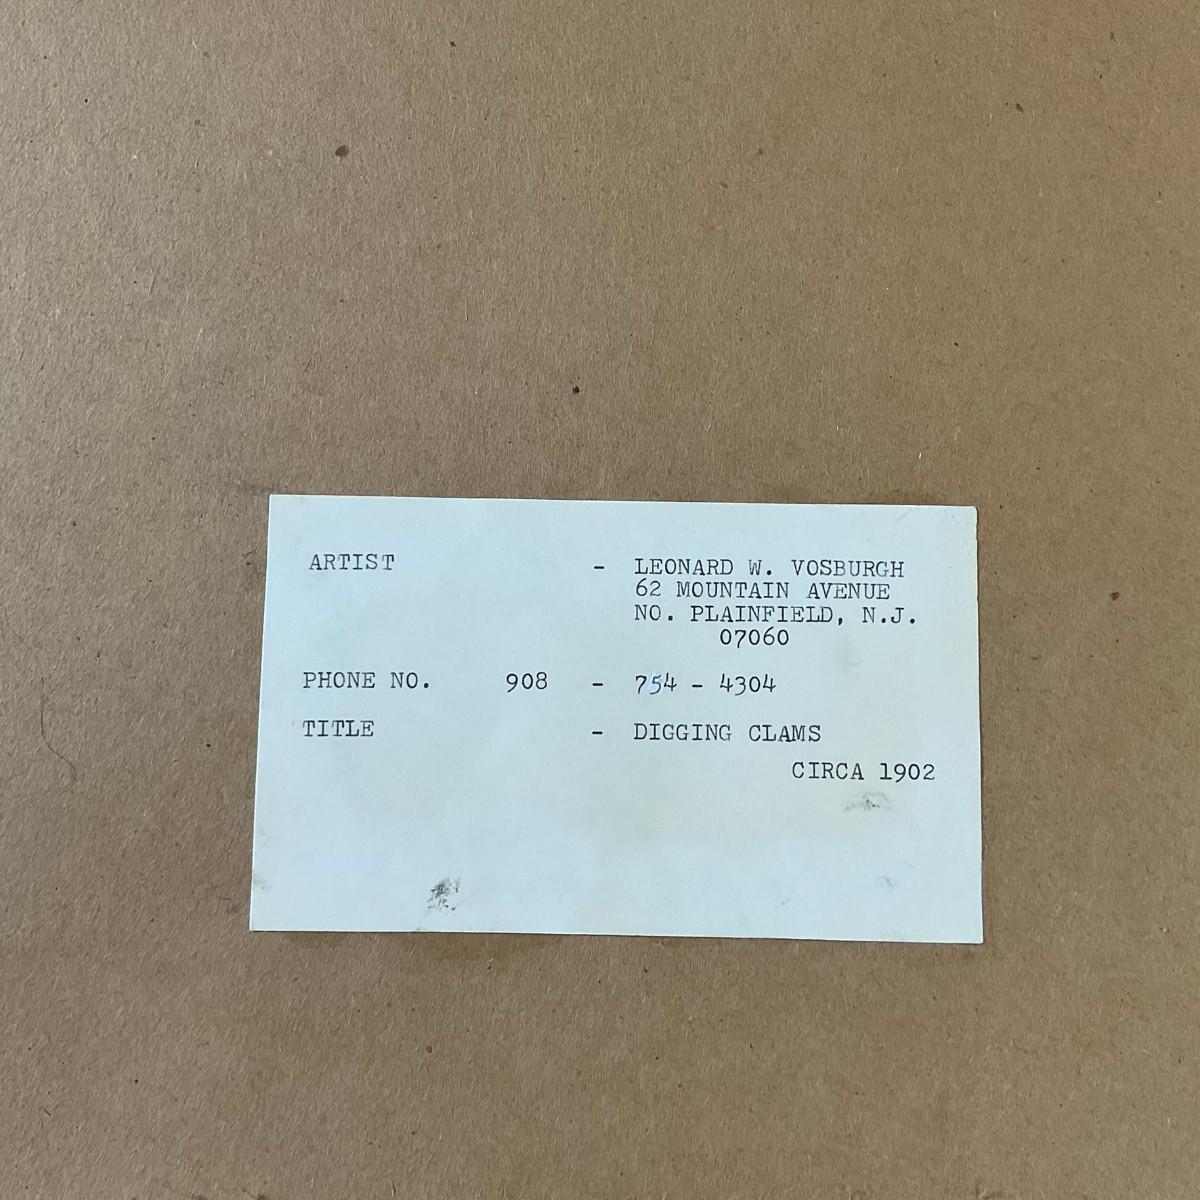 ARTIST - LEONARD W. VOSBURGH
62 MOUNTAIN AVENUE
NO. PLAINFIELD, N.J.
07060
PHONE NO. 908 - 754 - 4304
TITLE - DIGGING CLAMS
CIRCA 1902